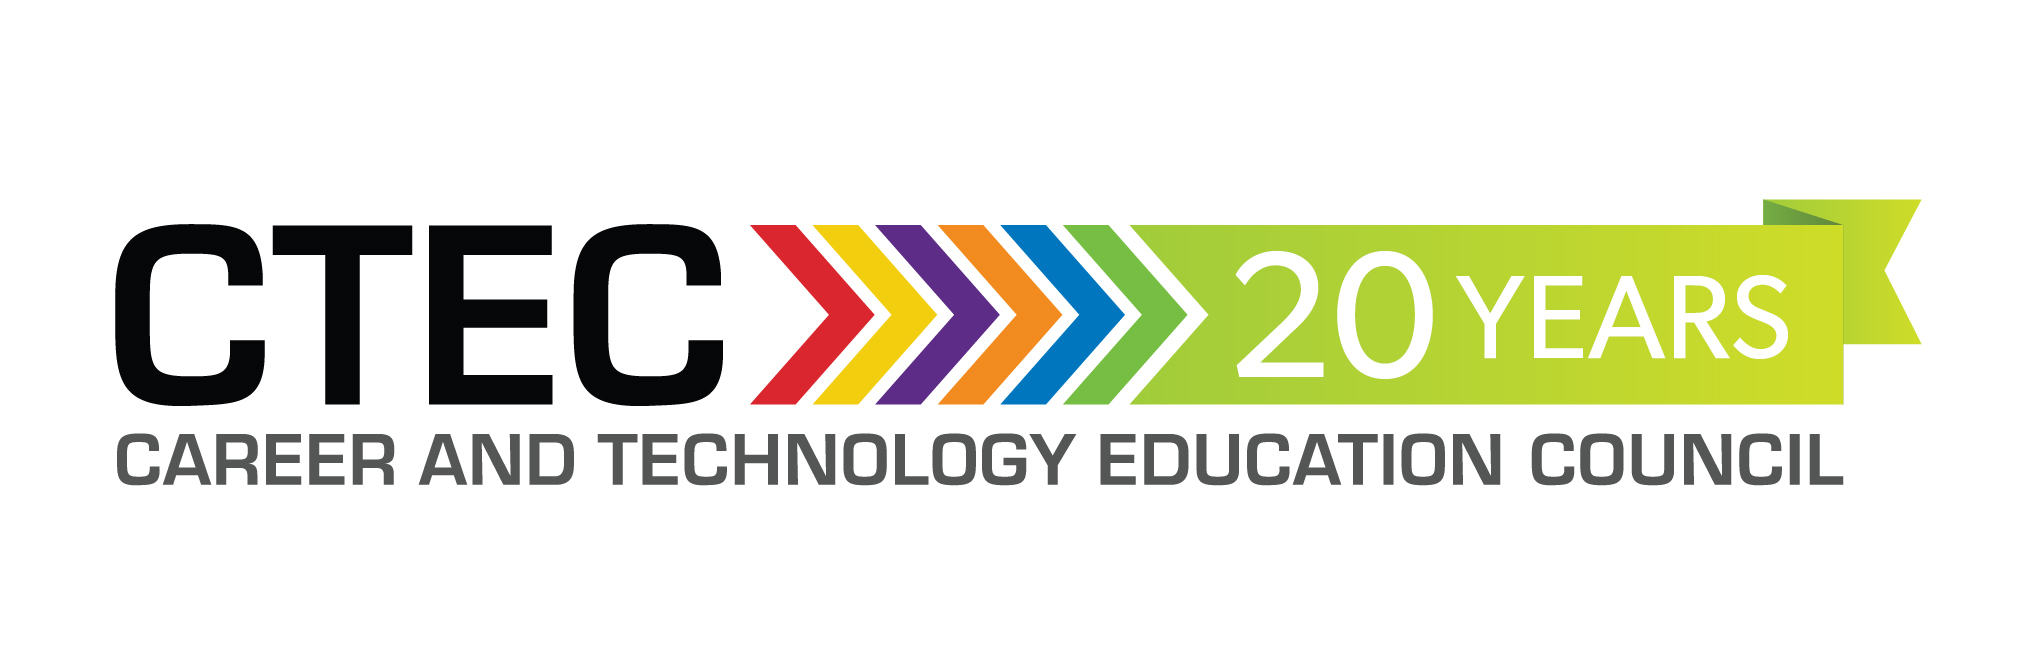 CTEC 20 YEARS
CAREER AND TECHNOLOGY EDUCATION COUNCIL